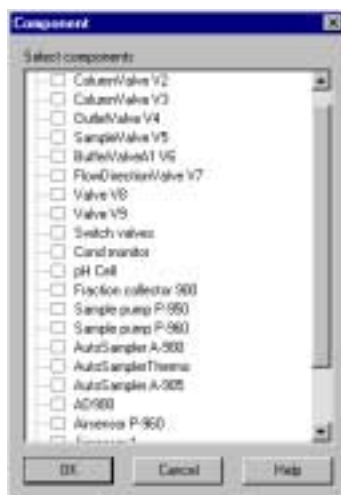 Component
Select components
ColumnValve V2
ColumnValve V3
OutletValve V4
SampleValve V5
BufferValveA1 V6
FlowDirectionValve V7
Valve V8
Valve V9
Switch valves
Cond monitor
pH Cell
Fraction collector 900
Sample pump P-950
Sample pump P-960
AutoSampler A-900
AutoSamplerThermo
AutoSampler A-905
AD900
Airsensor P-960
OK Cancel Help